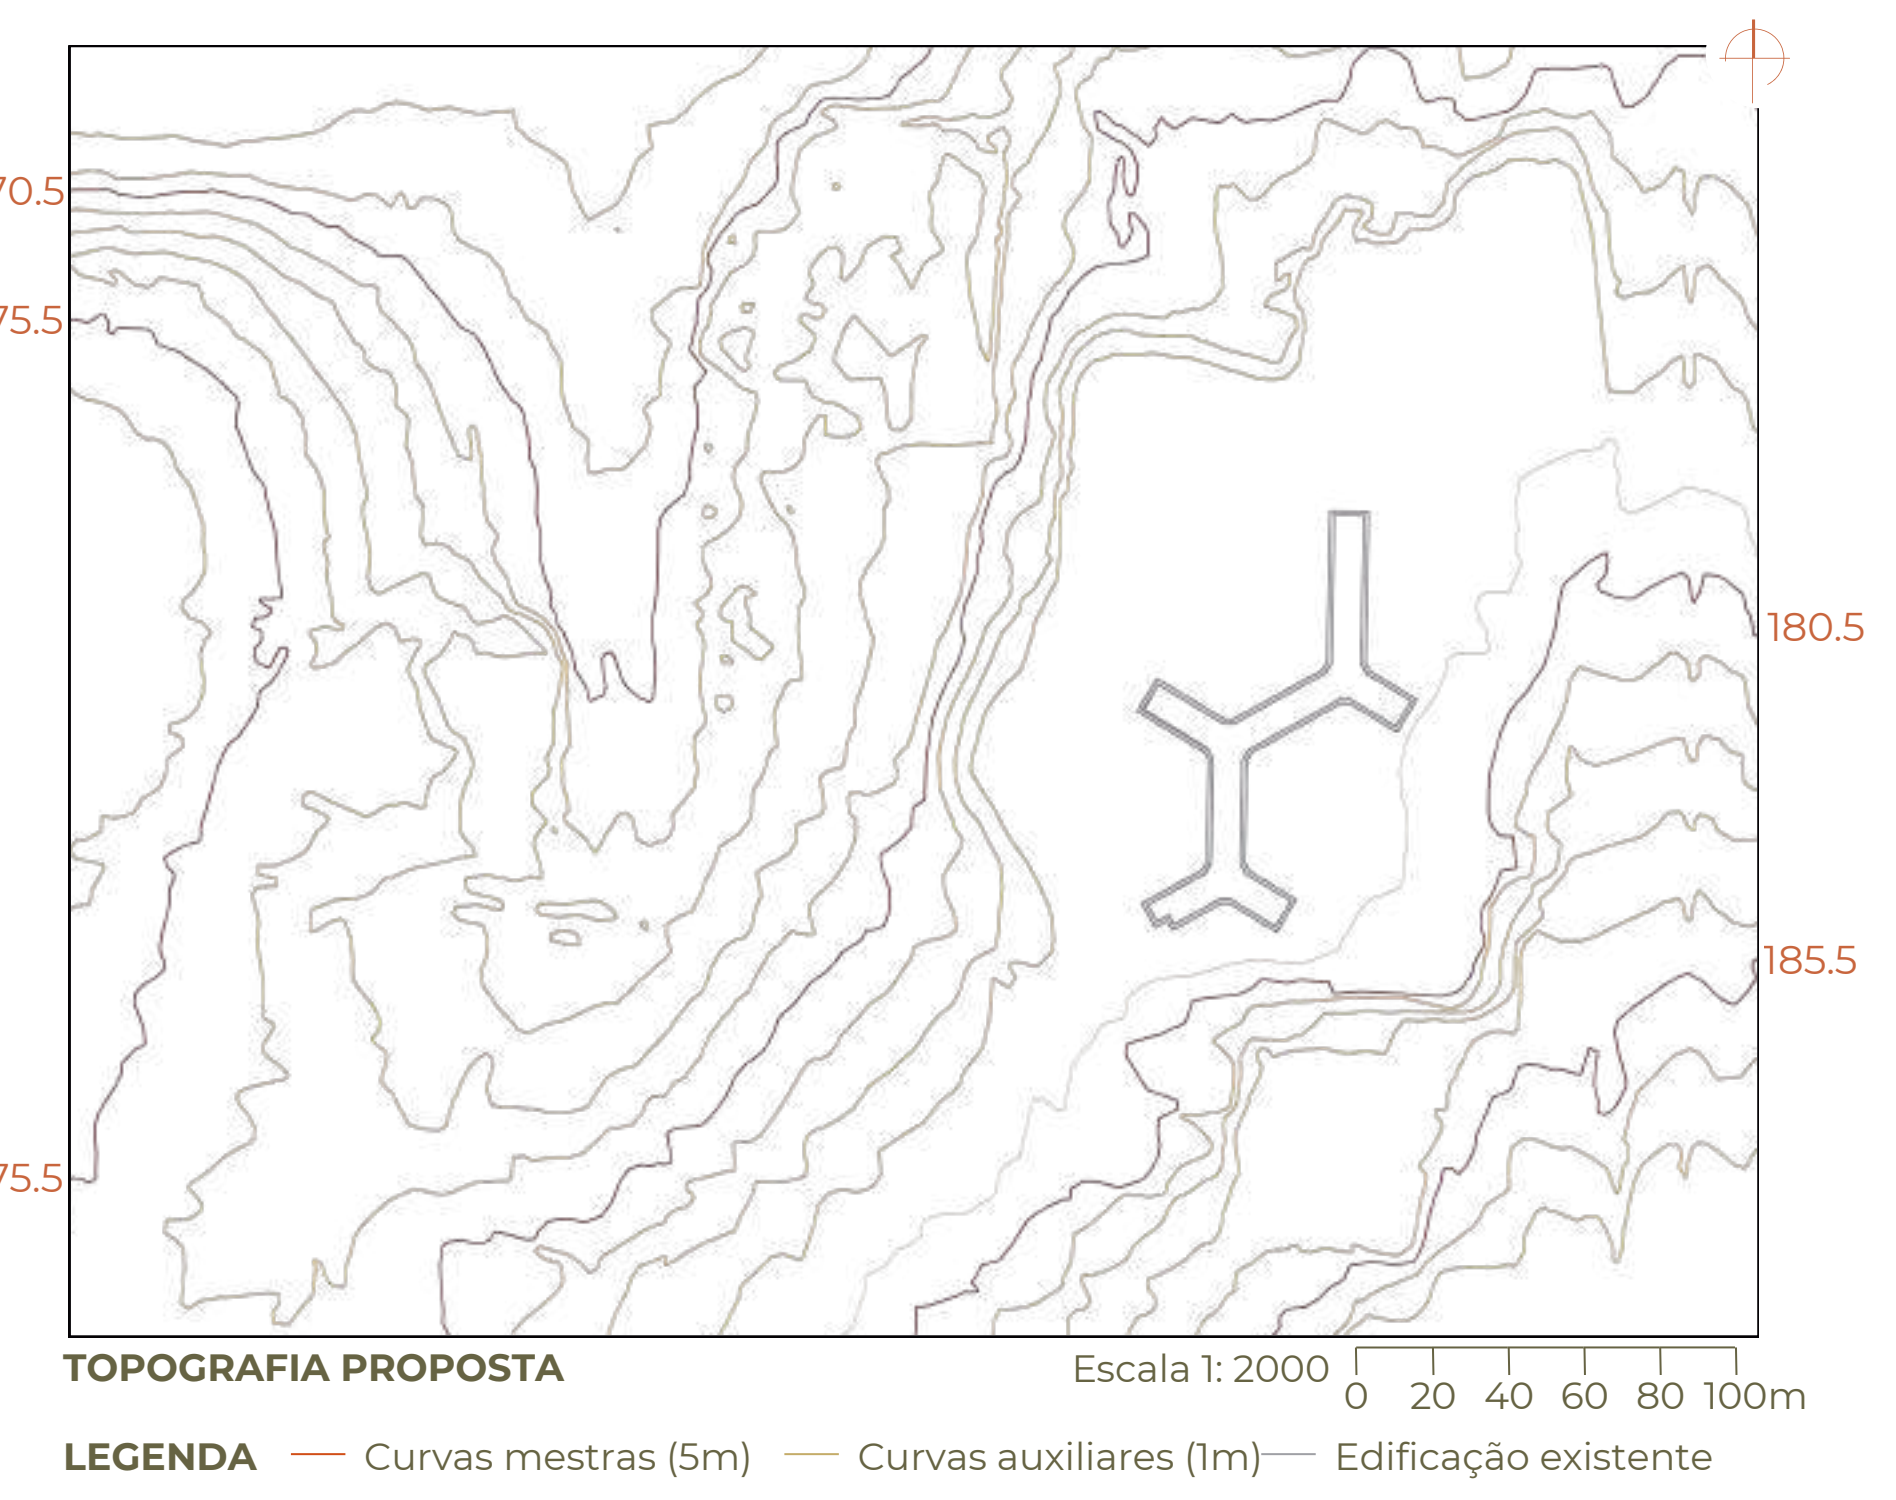 70.5
75.5
180.5
185.5
75.5
TOPOGRAFIA PROPOSTA
Escala 1: 2000
0 20 40 60 80 100m
LEGENDA Curvas mestras (5m) Curvas auxiliares (1m) Edificação existente